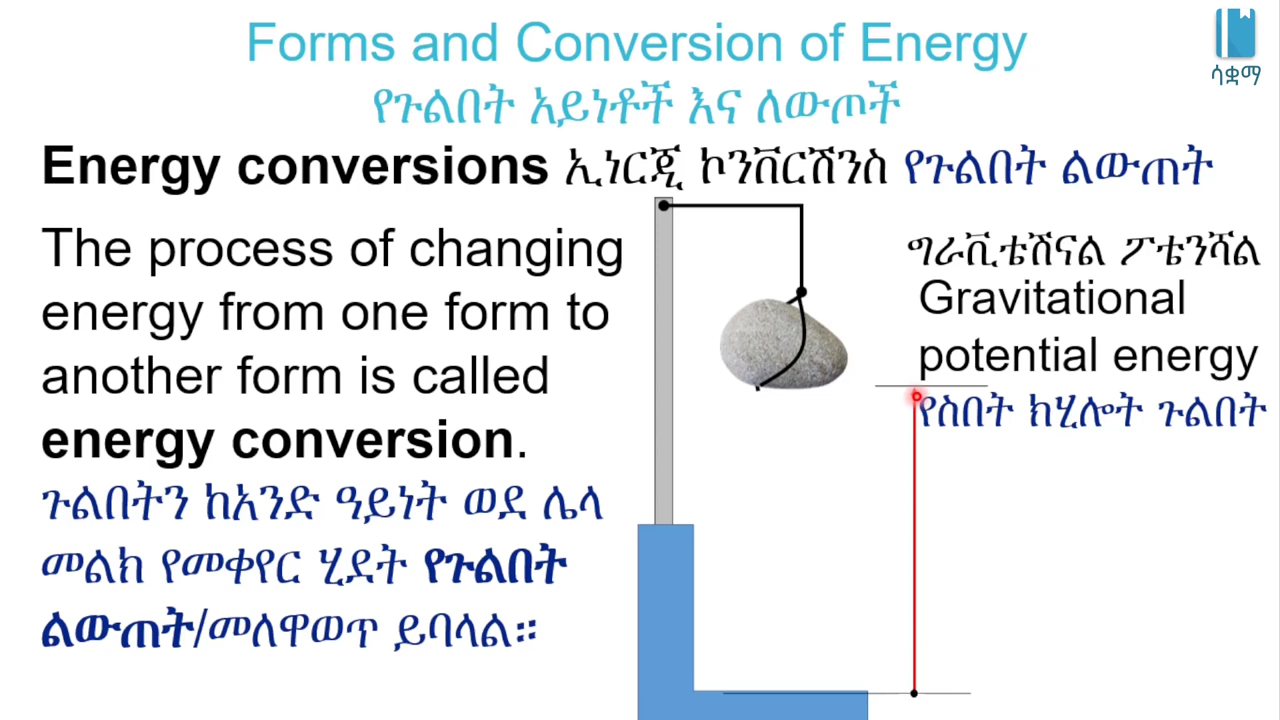 Forms and Conversion of Energy
የጉልበት አይነቶች እና ለውጦች
ሳቋማ
Energy conversions ኢነርጂ ኮንቨርሽንስ የጉልበት ልውጠት
The process of changing
energy from one form to
another form is called
energy conversion.
ጉልበትን ከአንድ ዓይነት ወደ ሌላ
መልክ የመቀየር ሂደት የጉልበት
ልውጠት/መለዋወጥ ይባላል።
ግራቪቴሽናል ፖቴንሻል
Gravitational
potential energy
የስበት ክሂሎት ጉልበት